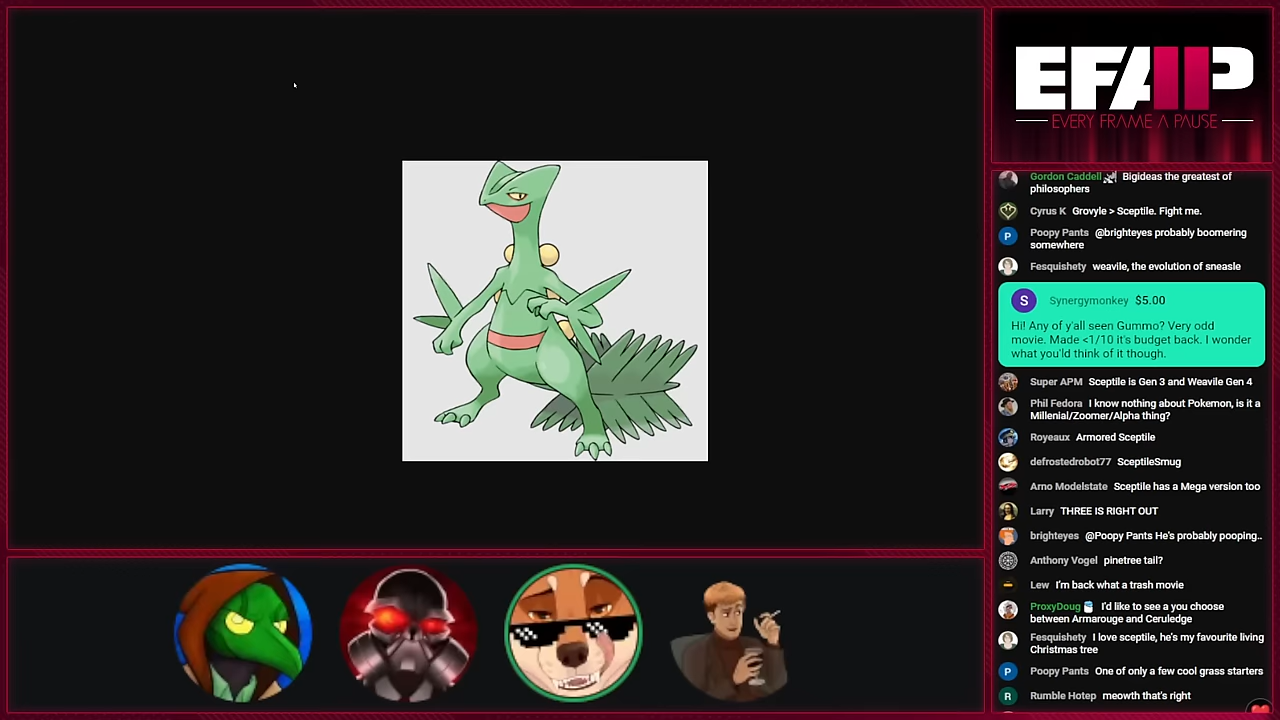 EFAP
EVERY FRAME A PAUSE
Gordon Caddell Bigideas the greatest of
philosophers
Cyrus K Grovyle > Sceptile. Fight me.
Poopy Pants @brighteyes probably boomering
somewhere
Fesquishety weavile, the evolution of sneasle
S Synergymonkey $5.00
Hi! Any of y'all seen Gummo? Very odd
movie. Made <1/10 it's budget back. I wonder
what you'ld think of it though.
Super APM Sceptile is Gen 3 and Weavile Gen 4
Phil Fedora I know nothing about Pokemon, is it a
Millenial/Zoomer/Alpha thing?
Royeaux Armored Sceptile
defrostedrobot77 SceptileSmug
Arno Modelstate Sceptile has a Mega version too
Larry THREE IS RIGHT OUT
brighteyes @Poopy Pants He's probably pooping..
Anthony Vogel pinetree tail?
Lew I'm back what a trash movie
ProxyDoug I'd like to see a you choose
between Armarouge and Ceruledge
Fesquishety I love sceptile, he's my favourite living
Christmas tree
P Poopy Pants One of only a few cool grass starters
R Rumble Hotep meowth that's right